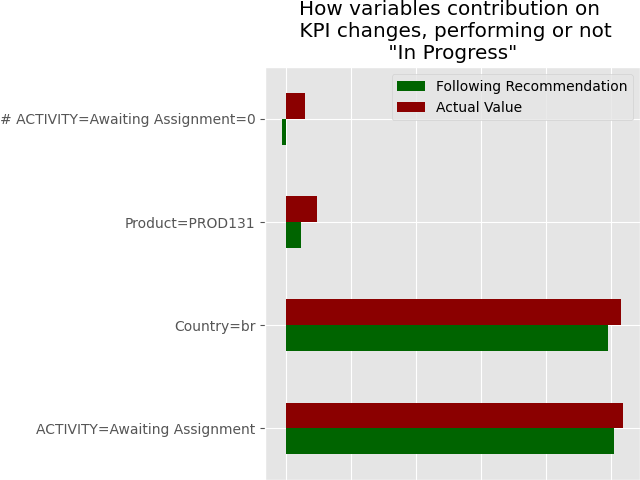 How variables contribution on
KPI changes, performing or not
"In Progress"
Following Recommendation
Actual Value
# ACTIVITY=Awaiting Assignment=0
Product=PROD131
Country=br
ACTIVITY=Awaiting Assignment